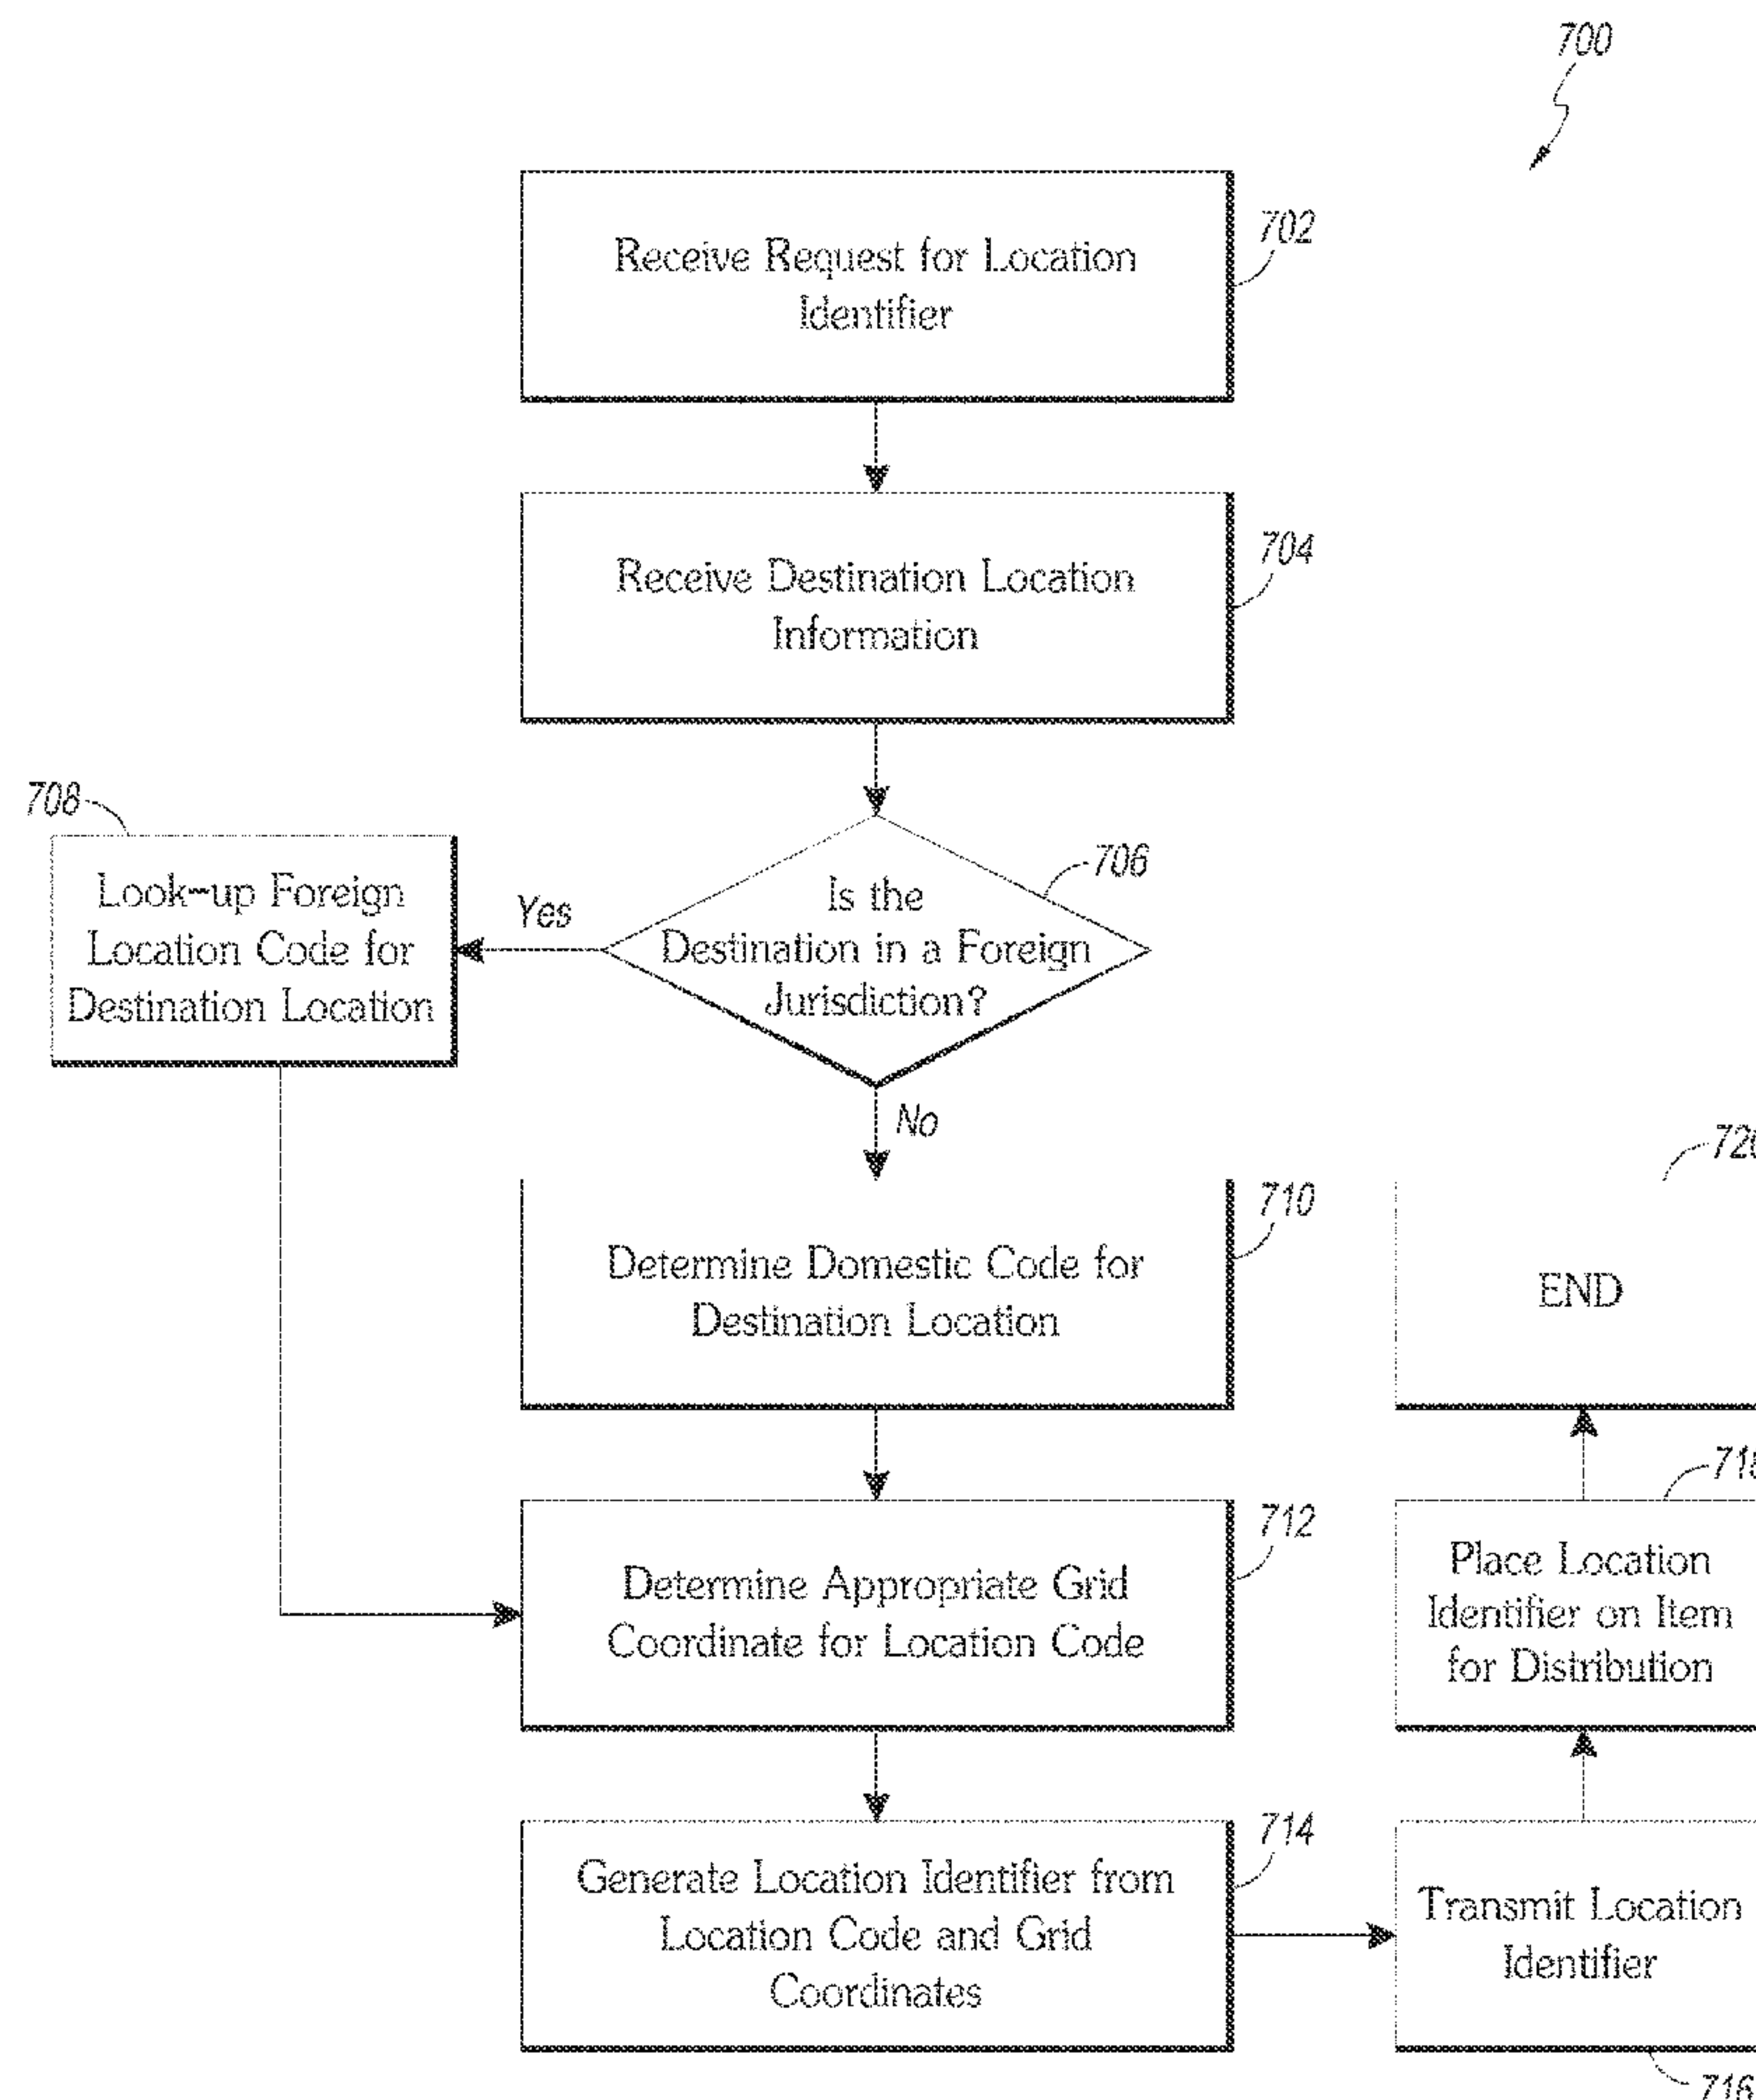 700
Receive Request for Location
Identifier
702
Receive Destination Location
Information
704
708
Look-up Foreign
Location Code for
Destination Location
Yes
Is the
Destination in a Foreign
Jurisdiction?
706
No
Determine Domestic Code for
Destination Location
710
Determine Appropriate Grid
Coordinate for Location Code
712
Generate Location Identifier from
Location Code and Grid
Coordinates
714
Transmit Location
Identifier
716
Place Location
Identifier on Item
for Distribution
END